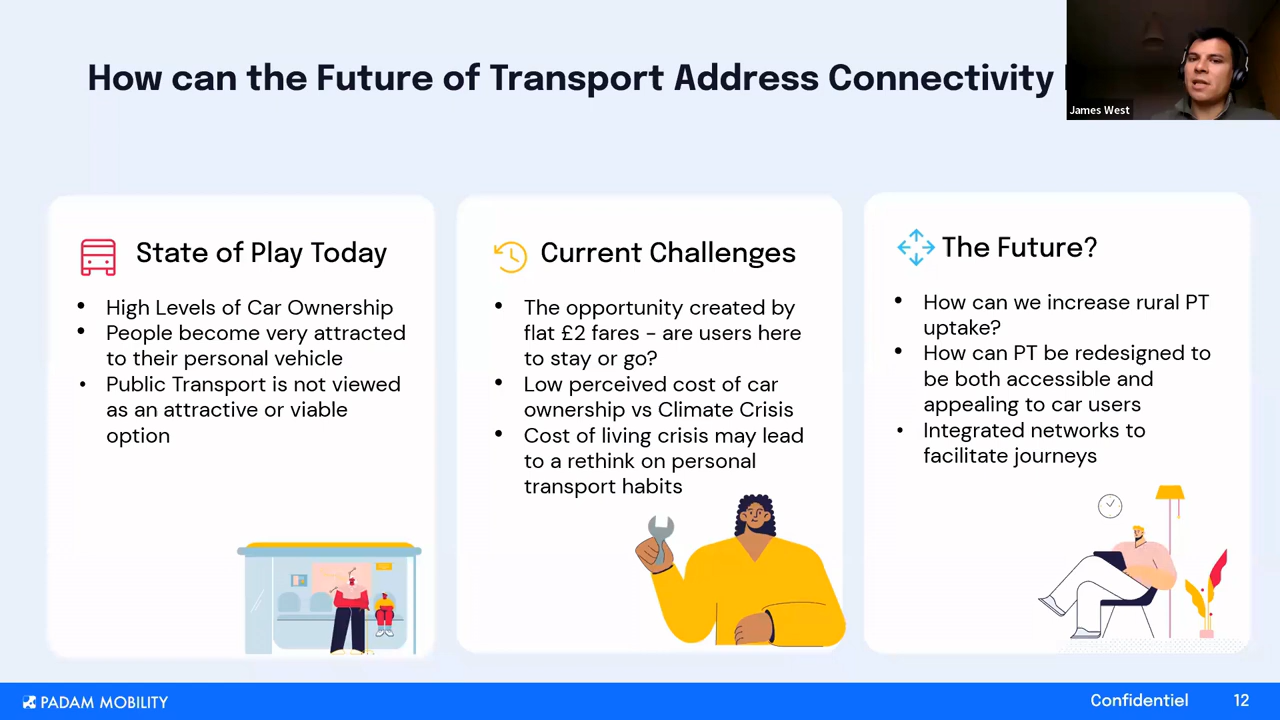 How can the Future of Transport Address Connectivity
James West
State of Play Today
• High Levels of Car Ownership
• People become very attracted
to their personal vehicle
• Public Transport is not viewed
as an attractive or viable
option
Current Challenges
• The opportunity created by
flat £2 fares - are users here
to stay or go?
• Low perceived cost of car
ownership vs Climate Crisis
• Cost of living crisis may lead
to a rethink on personal
transport habits
The Future?
• How can we increase rural PT
uptake?
• How can PT be redesigned to
be both accessible and
appealing to car users
• Integrated networks to
facilitate journeys
PADAM MOBILITY
Confidentiel
12